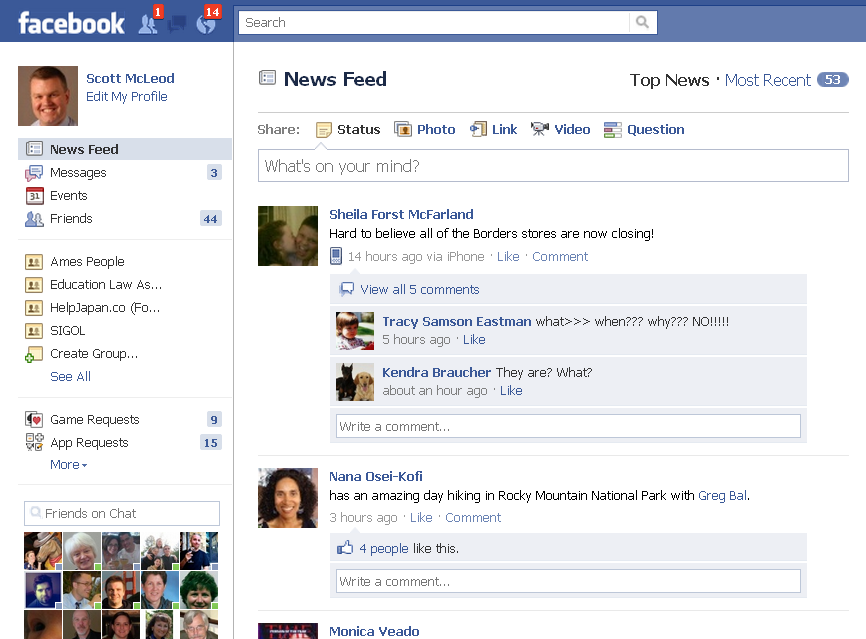 facebook
1
14
Search
Scott McLeod
Edit My Profile
News Feed
Messages 3
31 Events
Friends 44
Ames People
Education Law As...
HelpJapan.co (Fo...
SIGOL
Create Group...
See All
Game Requests 9
App Requests 15
More
Friends on Chat
News Feed
Top News · Most Recent 53
Share: Status Photo Link Video Question
What's on your mind?
Sheila Forst McFarland
Hard to believe all of the Borders stores are now closing!
14 hours ago via iPhone · Like · Comment
View all 5 comments
Tracy Samson Eastman what>>> when??? why??? NO!!!!!
5 hours ago · Like
Kendra Braucher They are? What?
about an hour ago · Like
Write a comment...
Nana Osei-Kofi
has an amazing day hiking in Rocky Mountain National Park with Greg Bal.
3 hours ago · Like · Comment
4 people like this.
Write a comment...
Monica Veado